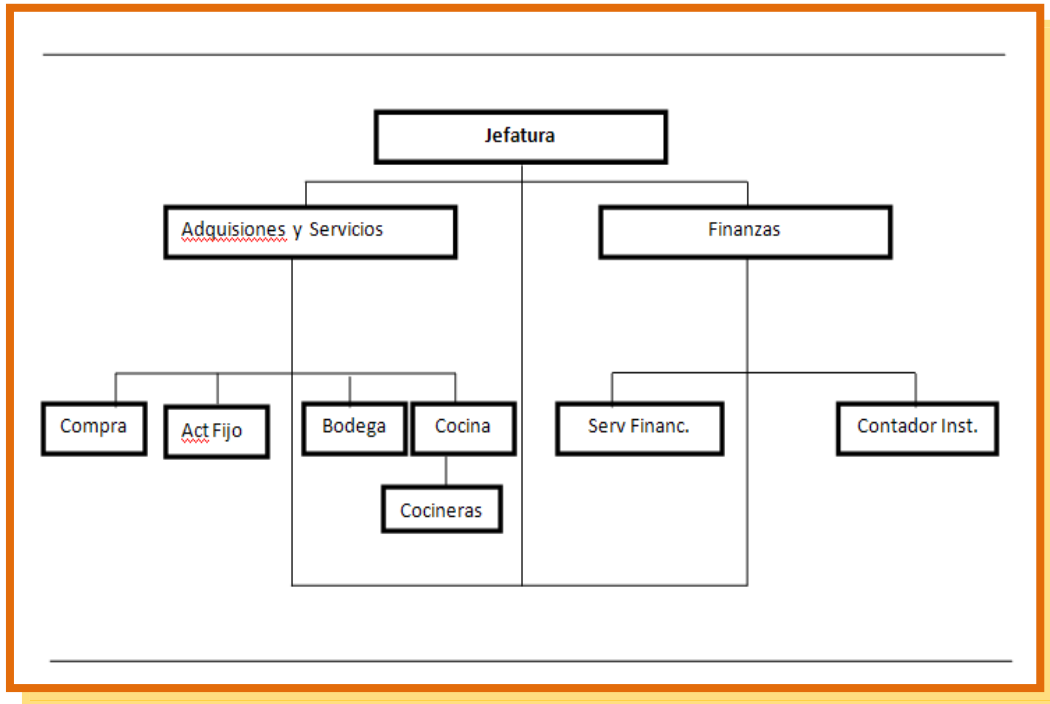 Jefatura
Adquisiones y Servicios
Finanzas
Compra
Act Fijo
Bodega
Cocina
Serv Financ.
Contador Inst.
Cocineras